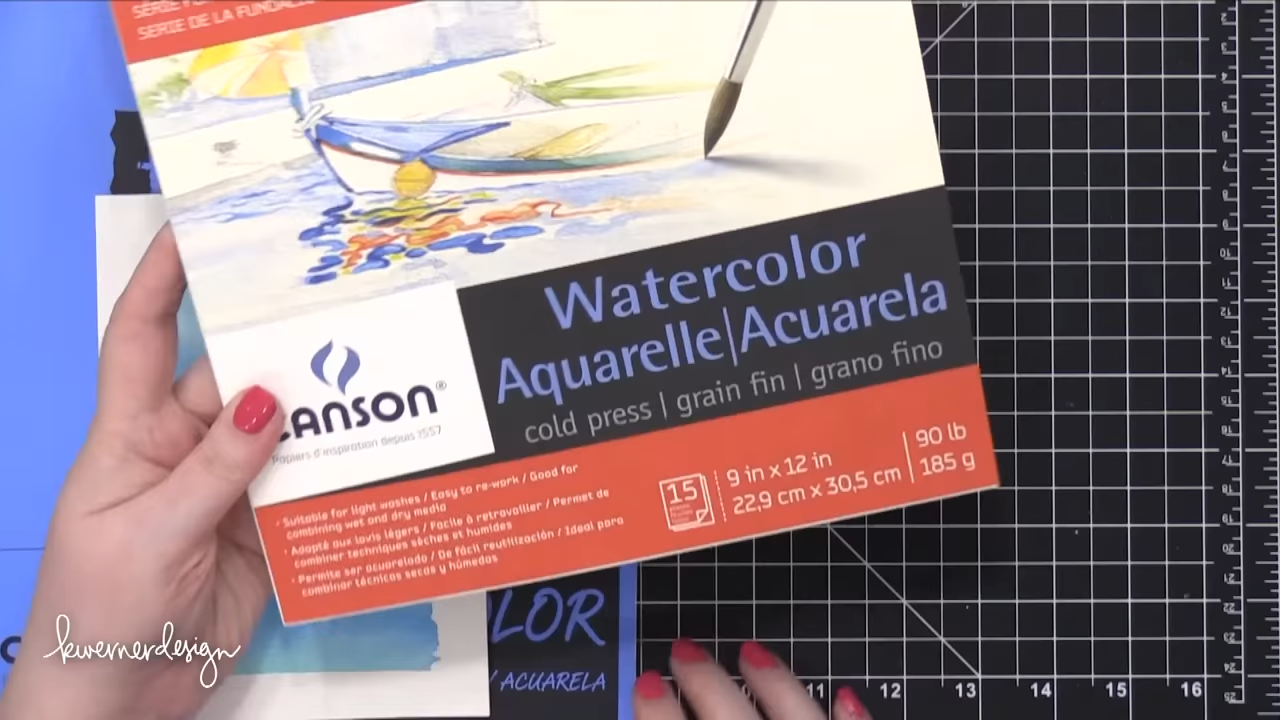 SERIE DE LA FUNDACIÓ
Watercolor
Aquarelle|Acuarela
cold press | grain fin | grano fino
CANSON®
Papiers d'inspiration depuis 1557
· Suitable for light washes / Easy to re-work / Good for
combining wet and dry media
· Adapté aux lavis légers / Facile à retravailler / Permet de
combiner techniques sèches et humides
· Permite ser acuarelado / De fácil reutilización / Ideal para
combinar técnicas secas y húmedas
15
9 in x 12 in
22,9 cm x 30,5 cm
90 lb
185 g
LOR
/ ACUARELA
kwernerdesign
11 12 13 14 15 16